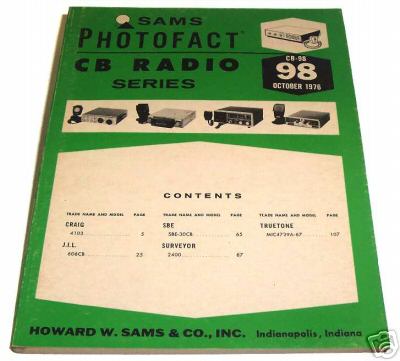 SAMS
PHOTOFACT®
CB RADIO
SERIES
CB-98
98
OCTOBER 1976
CONTENTS
TRADE NAME AND MODEL PAGE
CRAIG
4103 5
J.I.L.
606CB 25
TRADE NAME AND MODEL PAGE
SBE
SBE-30CB 65
SURVEYOR
2400 87
TRADE NAME AND MODEL PAGE
TRUETONE
MIC4739A-67 107
HOWARD W. SAMS & CO., INC. Indianapolis, Indiana